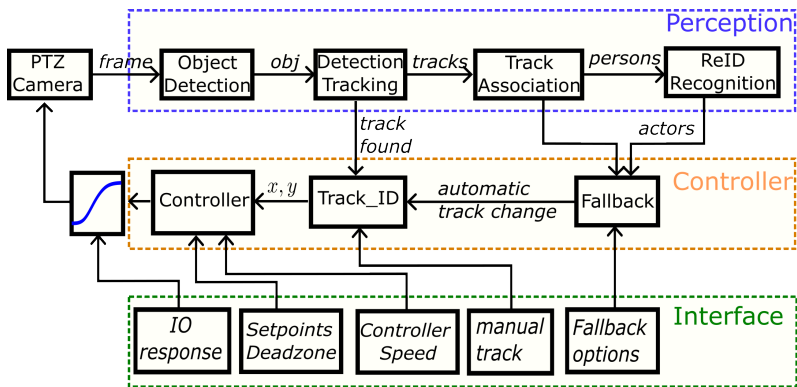 Perception
PTZ
Camera
frame
Object
Detection
obj
Detection
Tracking
tracks
Track
Association
persons
ReID
Recognition
track
found
actors
Controller
Controller
x, y
Track_ID
automatic
track change
Fallback
Interface
IO
response
Setpoints
Deadzone
Controller
Speed
manual
track
Fallback
options